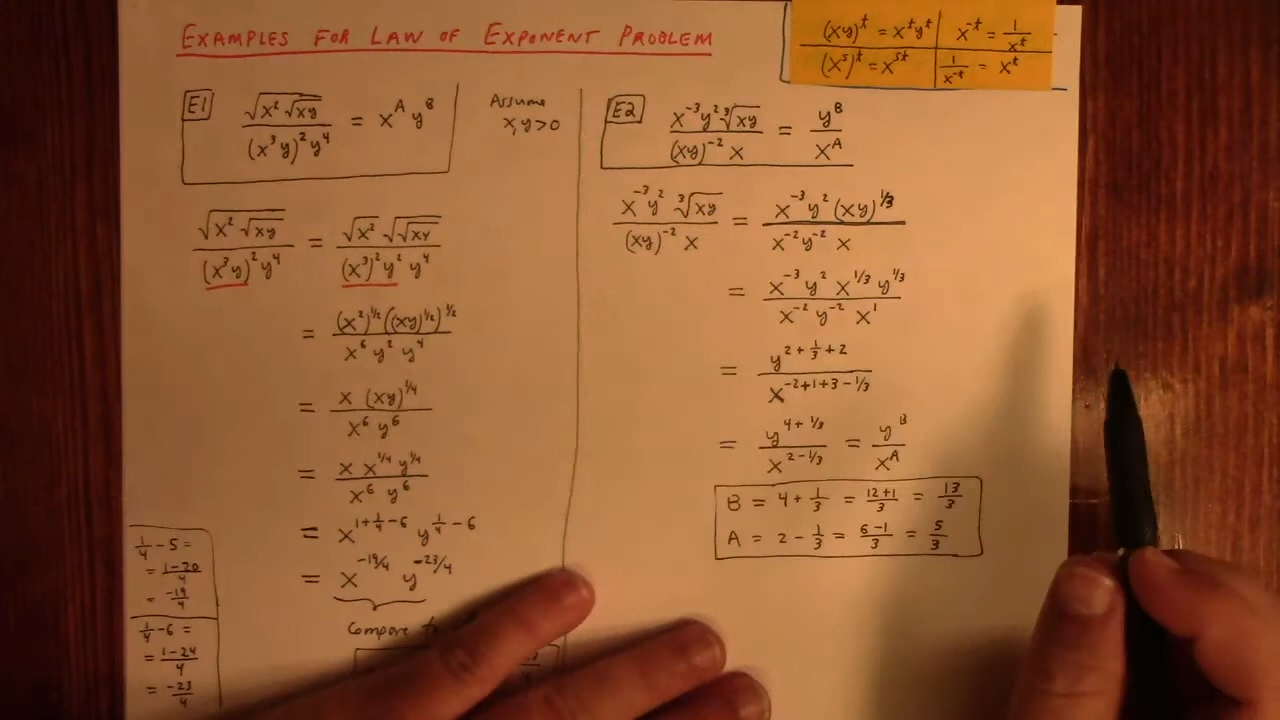 EXAMPLES FOR LAW OF EXPONENT PROBLEM
(xy)^t = x^t y^t | x^-t = 1/x^t
(x^s)^t = x^st | 1/x^-t = x^t
E1 √(x² √(xy)) / ((x³y)² y⁴) = x^A y^B
Assume
x, y > 0
√(x² √(xy)) / ((x³y)² y⁴) = √(x²) √(√(xy)) / ((x³)² y² y⁴)
= (x²)^1/2 ((xy)^1/2)^1/2 / (x⁶ y² y⁴)
= x (xy)^1/4 / (x⁶ y⁶)
= x x^1/4 y^1/4 / (x⁶ y⁶)
= x^(1+1/4-6) y^(1/4-6)
= x^-19/4 y^-23/4
Compare
1/4 - 5 =
= (1-20)/4
= -19/4
1/4 - 6 =
= (1-24)/4
= -23/4
E2 x^-3 y² ∛(xy) / ((xy)^-2 x) = y^B / x^A
x^-3 y² ∛(xy) / ((xy)^-2 x) = x^-3 y² (xy)^1/3 / (x^-2 y^-2 x)
= x^-3 y² x^1/3 y^1/3 / (x^-2 y^-2 x^1)
= y^(2+1/3+2) / x^(-2+1+3-1/3)
= y^(4+1/3) / x^(2-1/3) = y^B / x^A
B = 4 + 1/3 = (12+1)/3 = 13/3
A = 2 - 1/3 = (6-1)/3 = 5/3